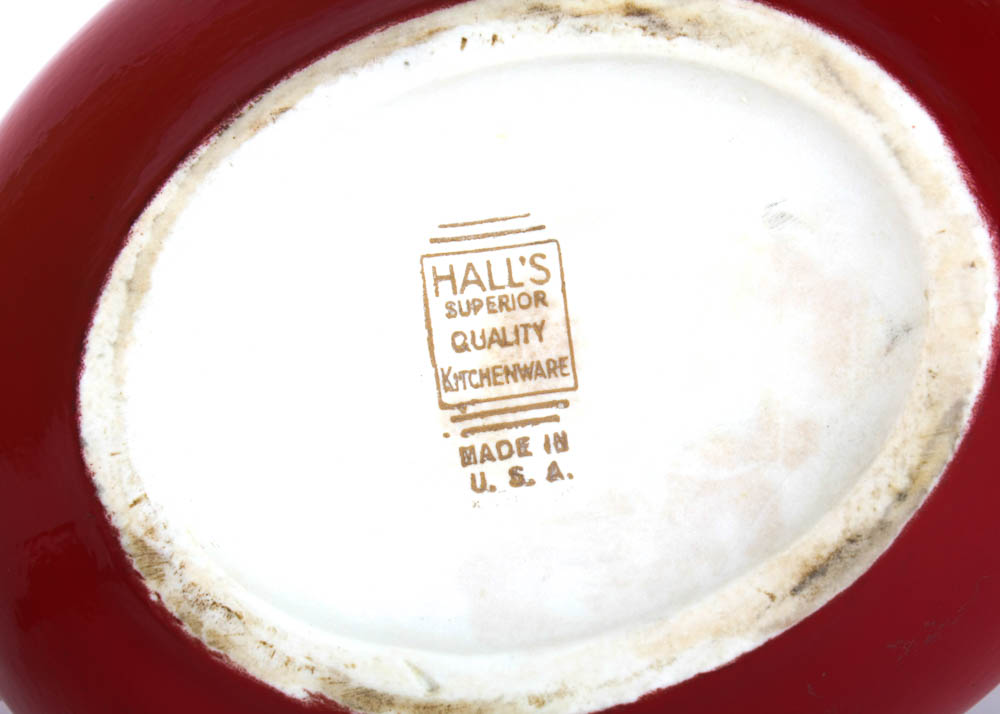 HALL'S
SUPERIOR
QUALITY
KITCHENWARE
MADE IN
U. S. A.